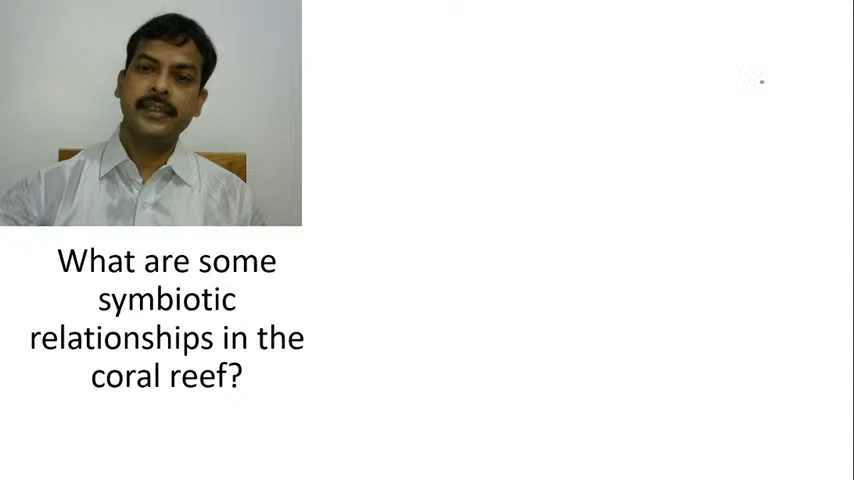 What are some
symbiotic
relationships in the
coral reef?